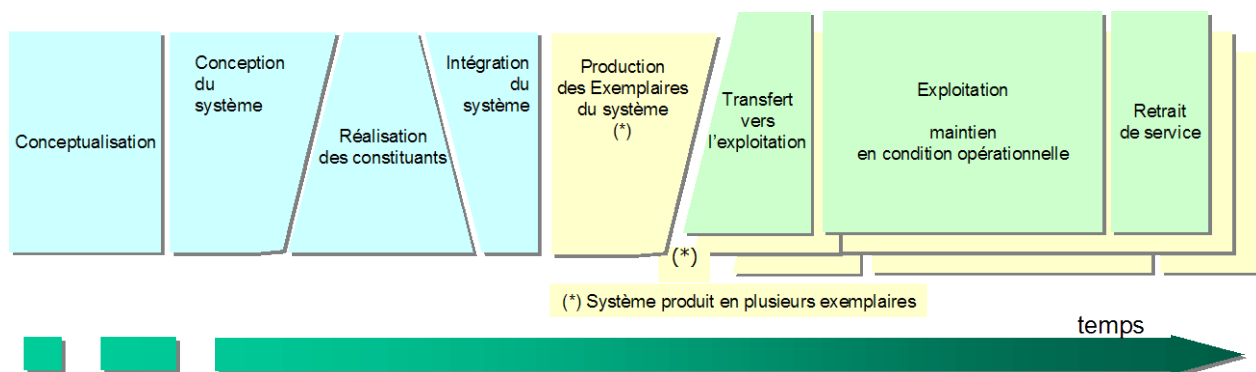 Conceptualisation
Conception
du
système
Réalisation
des constituants
Intégration
du
système
Production
des Exemplaires
du système
(*)
Transfert
vers
l'exploitation
Exploitation
maintien
en condition opérationnelle
Retrait
de service
(*)
(*) Système produit en plusieurs exemplaires
temps